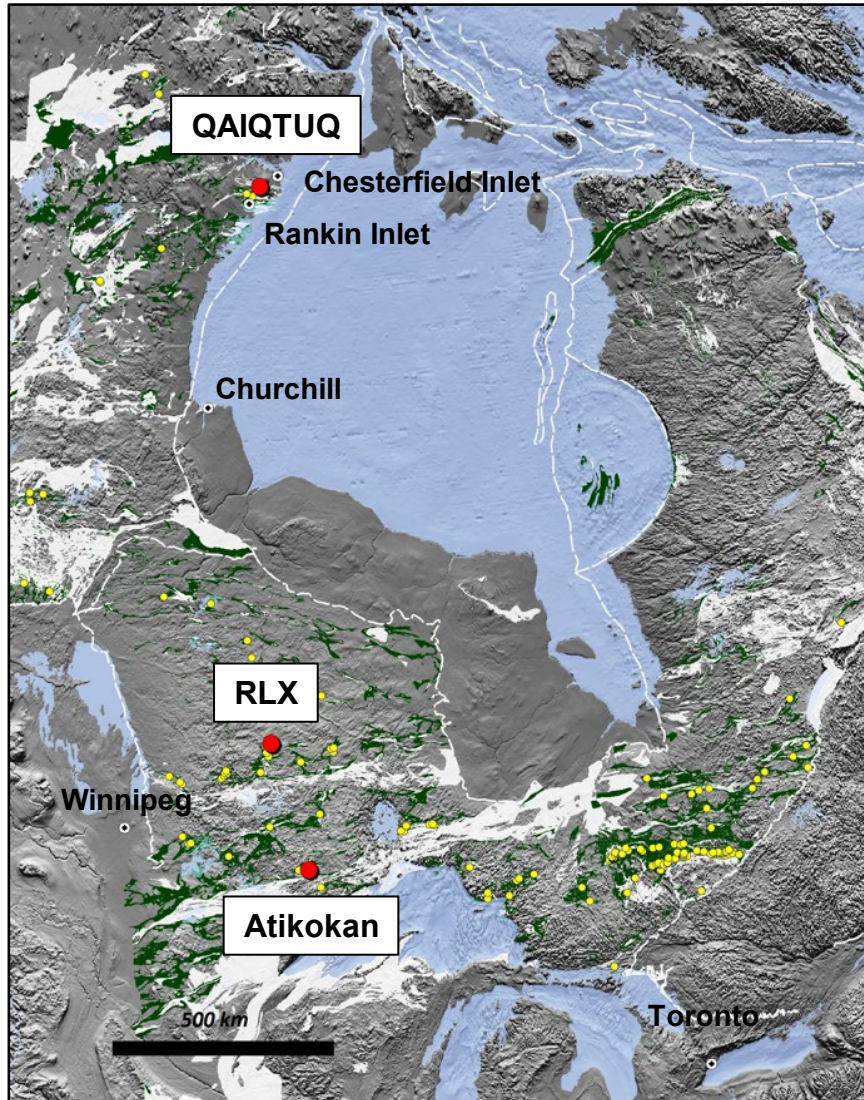 QAIQTUQ
Chesterfield Inlet
Rankin Inlet
Churchill
RLX
Winnipeg
Atikokan
500 km
Toronto